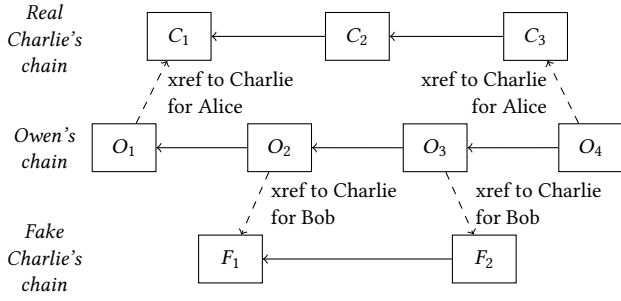 Real
Charlie's
chain
C1
C2
C3
xref to Charlie
for Alice
xref to Charlie
for Alice
Owen's
chain
O1
O2
O3
O4
xref to Charlie
for Bob
xref to Charlie
for Bob
Fake
Charlie's
chain
F1
F2